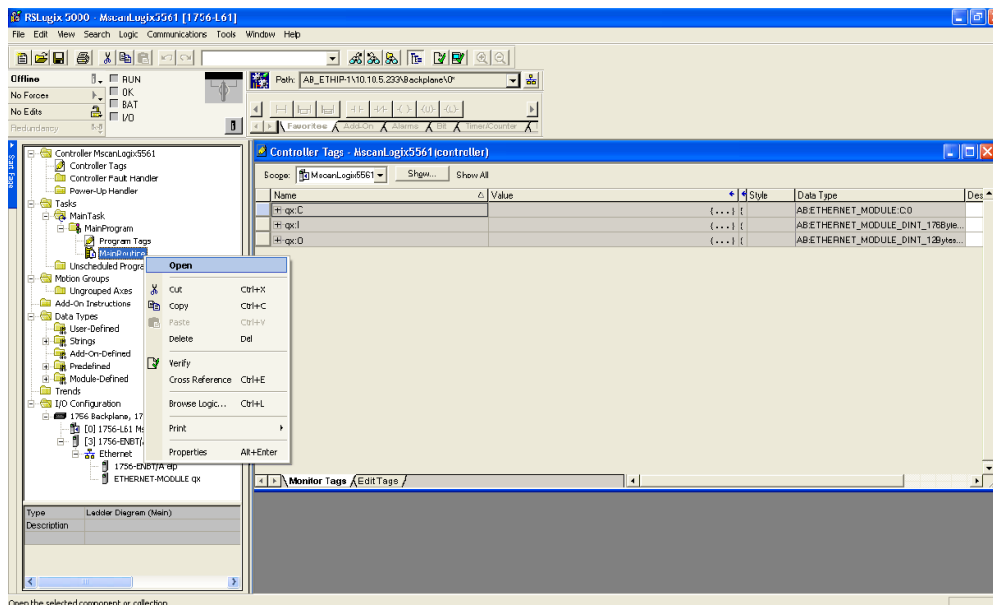 RSLogix 5000 - MscanLogix5561 [1756-L61]
File Edit View Search Logic Communications Tools Window Help
Offline RUN
No Forces OK
No Edits BAT
Redundancy I/O
Path: AB_ETHIP-1\10.10.5.233\Backplane\0*
Favorites Add-On Alarms Bit Timer/Counter
Start Page
Controller MscanLogix5561
Controller Tags
Controller Fault Handler
Power-Up Handler
Tasks
MainTask
MainProgram
Program Tags
MainRoutine
Unscheduled Progra
Motion Groups
Ungrouped Axes
Add-On Instructions
Data Types
User-Defined
Strings
Add-On-Defined
Predefined
Module-Defined
Trends
I/O Configuration
1756 Backplane, 17
[0] 1756-L61 Ms
[3] 1756-ENBT/
Ethernet
1756-ENBT/A eip
ETHERNET-MODULE qx
Type Ladder Diagram (Main)
Description
Open
Cut Ctrl+X
Copy Ctrl+C
Paste Ctrl+V
Delete Del
Verify
Cross Reference Ctrl+E
Browse Logic... Ctrl+L
Print
Properties Alt+Enter
Controller Tags - MscanLogix5561(controller)
Scope: MscanLogix5561 Show... Show All
Name Value Style Data Type Des
qx:C {...} { AB:ETHERNET_MODULE:C:0
qx:I {...} { AB:ETHERNET_MODULE_DINT_176Byte...
qx:O {...} { AB:ETHERNET_MODULE_DINT_12Bytes...
Monitor Tags Edit Tags
Open the selected component or collection